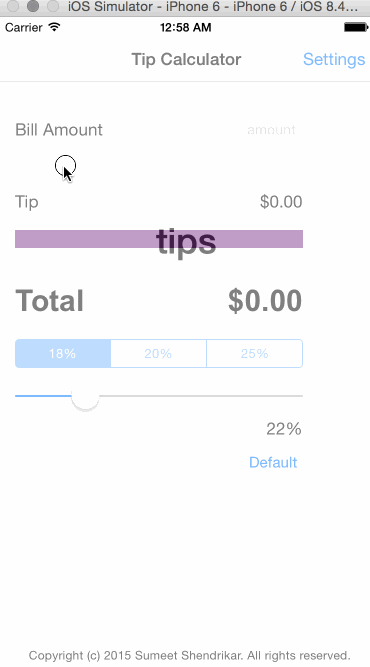 iOS Simulator - iPhone 6 - iPhone 6 / iOS 8.4...
Carrier 12:58 AM
Tip Calculator Settings
Bill Amount amount
Tip $0.00
tips
Total $0.00
18% 20% 25%
22%
Default
Copyright (c) 2015 Sumeet Shendrikar. All rights reserved.